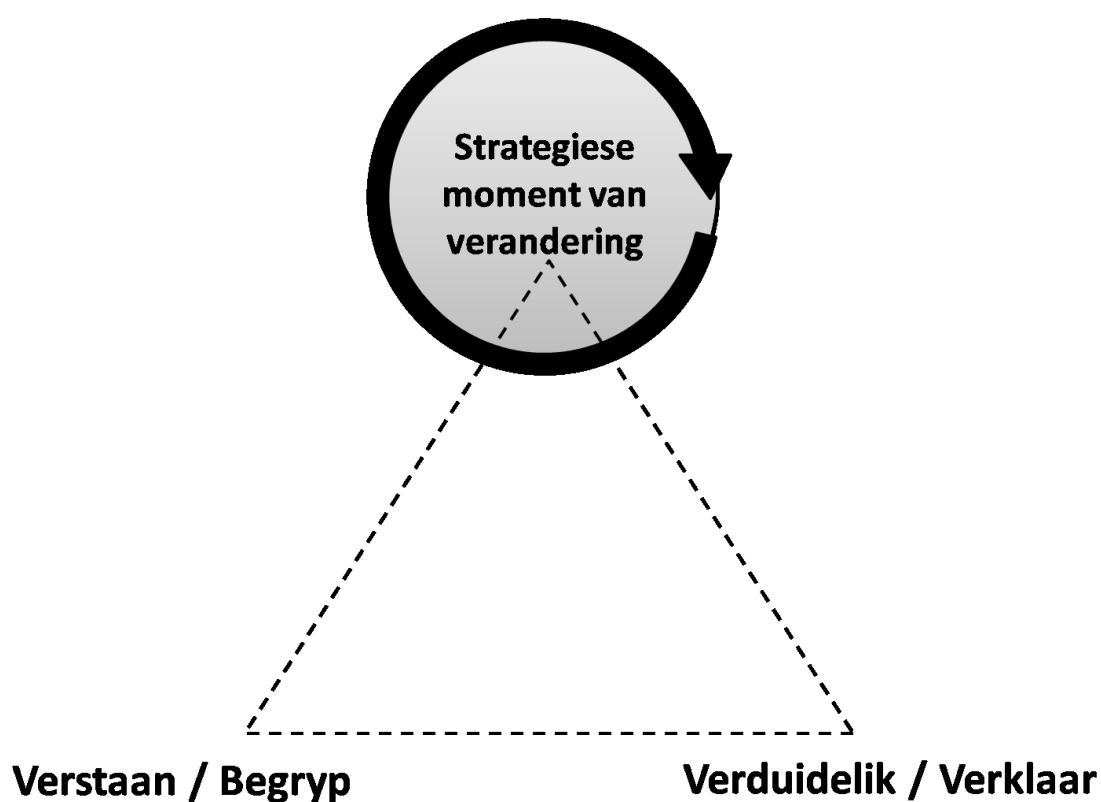 Strategiese
moment van
verandering
Verstaan / Begryp
Verduidelik / Verklaar